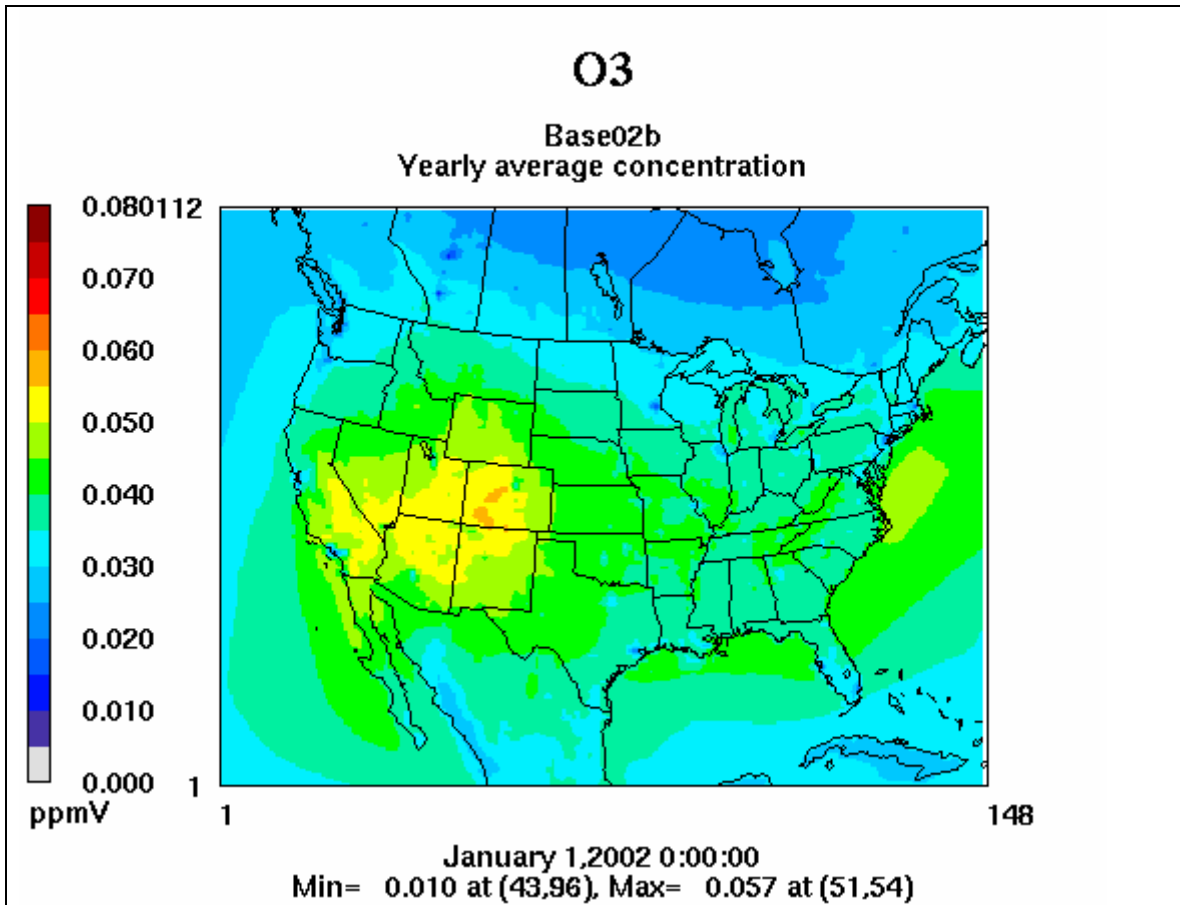 O3
Base02b
Yearly average concentration
0.080
0.070
0.060
0.050
0.040
0.030
0.020
0.010
0.000
ppmV
112
1
1
148
January 1,2002 0:00:00
Min= 0.010 at (43,96), Max= 0.057 at (51,54)